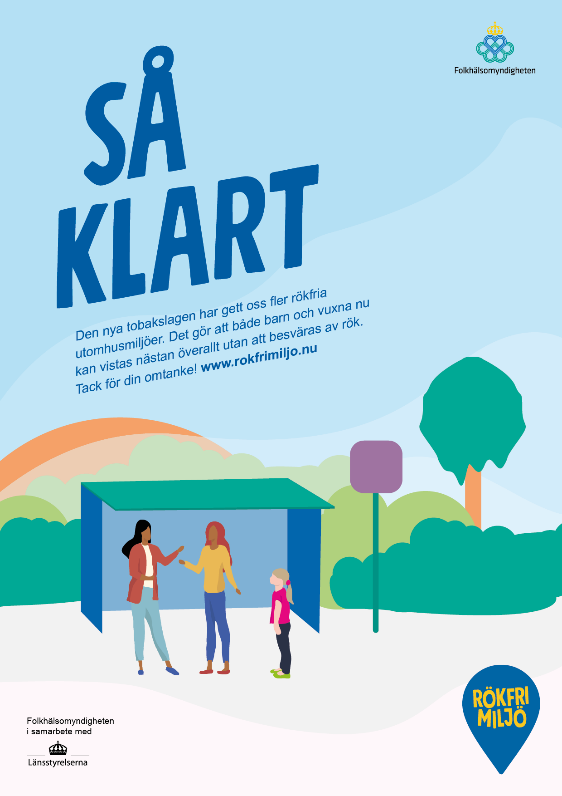 Folkhälsomyndigheten
SÅ
KLART
Den nya tobakslagen har gett oss fler rökfria
utomhusmiljöer. Det gör att både barn och vuxna nu
kan vistas nästan överallt utan att besväras av rök.
Tack för din omtanke! www.rokfrimiljo.nu
RÖKFRI
MILJÖ
Folkhälsomyndigheten
i samarbete med
Länsstyrelserna